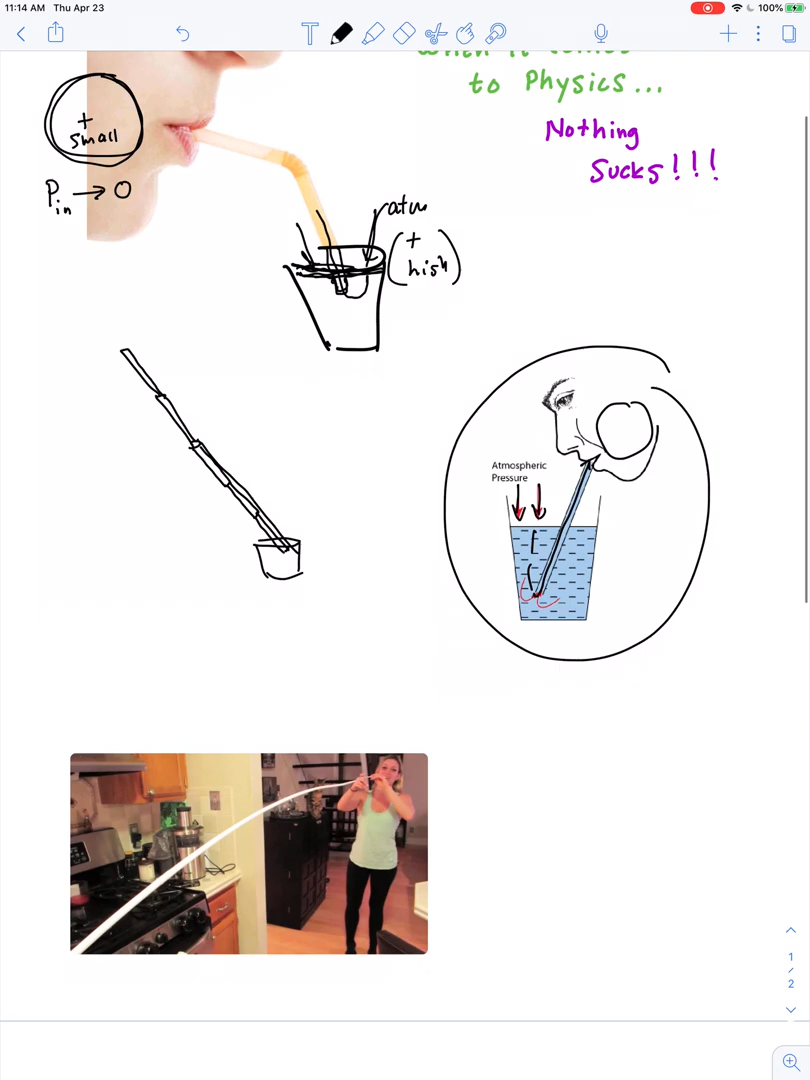 11:14 AM Thu Apr 23
100%
to Physics...
Nothing
Sucks!!!
+
small
Pin → 0
atm
(+
high)
Atmospheric
Pressure
1
/
2